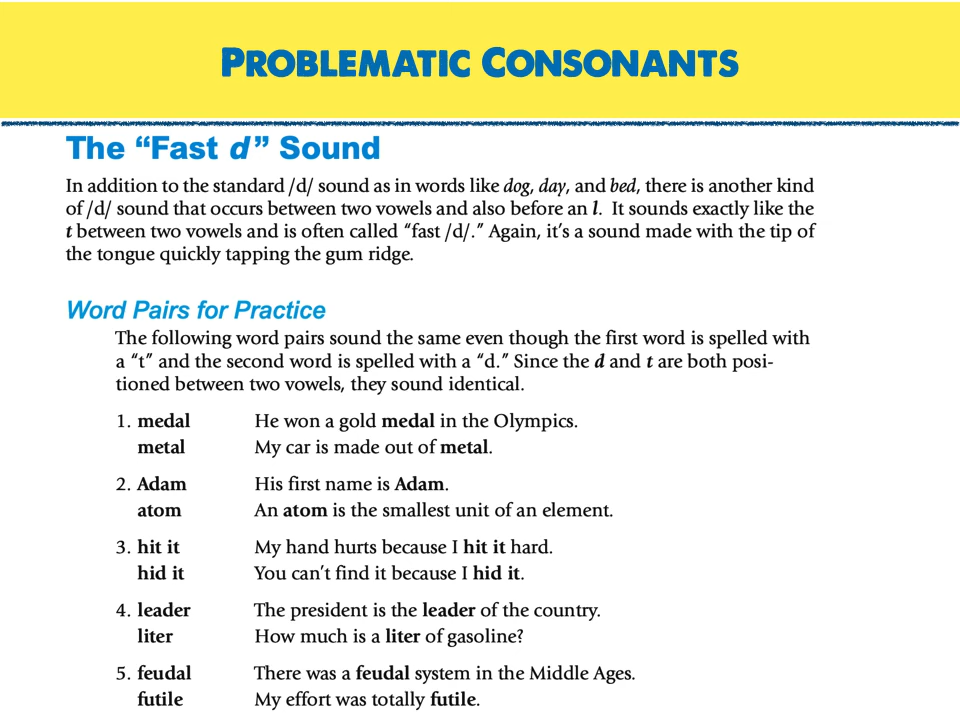 PROBLEMATIC CONSONANTS
The “Fast d” Sound
In addition to the standard /d/ sound as in words like dog, day, and bed, there is another kind
of /d/ sound that occurs between two vowels and also before an l. It sounds exactly like the
t between two vowels and is often called “fast /d/.” Again, it’s a sound made with the tip of
the tongue quickly tapping the gum ridge.
Word Pairs for Practice
The following word pairs sound the same even though the first word is spelled with
a “t” and the second word is spelled with a “d.” Since the d and t are both posi-
tioned between two vowels, they sound identical.
1. medal He won a gold medal in the Olympics.
metal My car is made out of metal.
2. Adam His first name is Adam.
atom An atom is the smallest unit of an element.
3. hit it My hand hurts because I hit it hard.
hid it You can’t find it because I hid it.
4. leader The president is the leader of the country.
liter How much is a liter of gasoline?
5. feudal There was a feudal system in the Middle Ages.
futile My effort was totally futile.